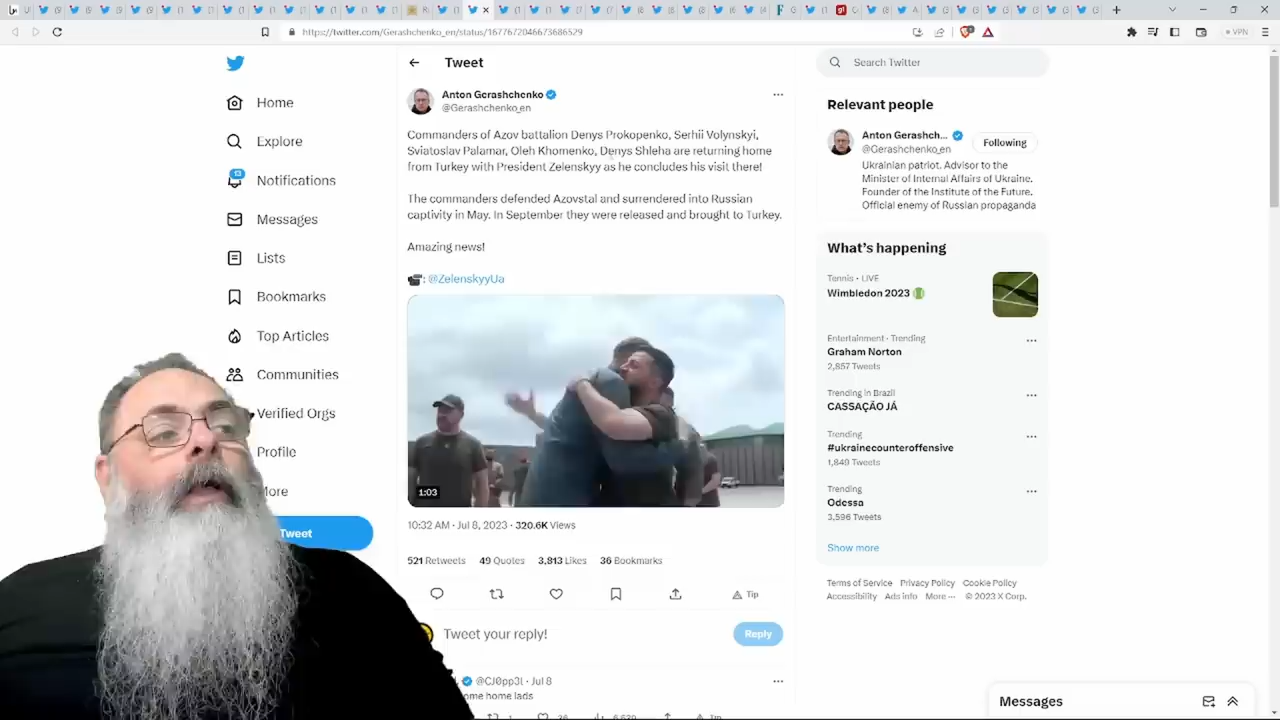 https://twitter.com/Gerashchenko_en/status/1677672046673686529
VPN
Home
Explore
13
Notifications
Messages
Lists
Bookmarks
Top Articles
Communities
Verified Orgs
Profile
More
Tweet
Tweet
Anton Gerashchenko
@Gerashchenko_en
Commanders of Azov battalion Denys Prokopenko, Serhii Volynskyi,
Sviatoslav Palamar, Oleh Khomenko, Denys Shleha are returning home
from Turkey with President Zelenskyy as he concludes his visit there!
The commanders defended Azovstal and surrendered into Russian
captivity in May. In September they were released and brought to Turkey.
Amazing news!
: @ZelenskyyUa
1:03
10:32 AM · Jul 8, 2023 · 320.6K Views
521 Retweets 49 Quotes 3,813 Likes 36 Bookmarks
Tip
Tweet your reply!
Reply
@CJ0pp3l · Jul 8
ome home lads
Search Twitter
Relevant people
Anton Gerashch...
@Gerashchenko_en
Following
Ukrainian patriot. Advisor to the
Minister of Internal Affairs of Ukraine.
Founder of the Institute of the Future.
Official enemy of Russian propaganda
What's happening
Tennis · LIVE
Wimbledon 2023
Entertainment · Trending
Graham Norton
2,857 Tweets
Trending in Brazil
CASSAÇÃO JÁ
Trending
#ukrainecounteroffensive
1,849 Tweets
Trending
Odessa
3,596 Tweets
Show more
Terms of Service Privacy Policy Cookie Policy
Accessibility Ads info More ··· © 2023 X Corp.
Messages